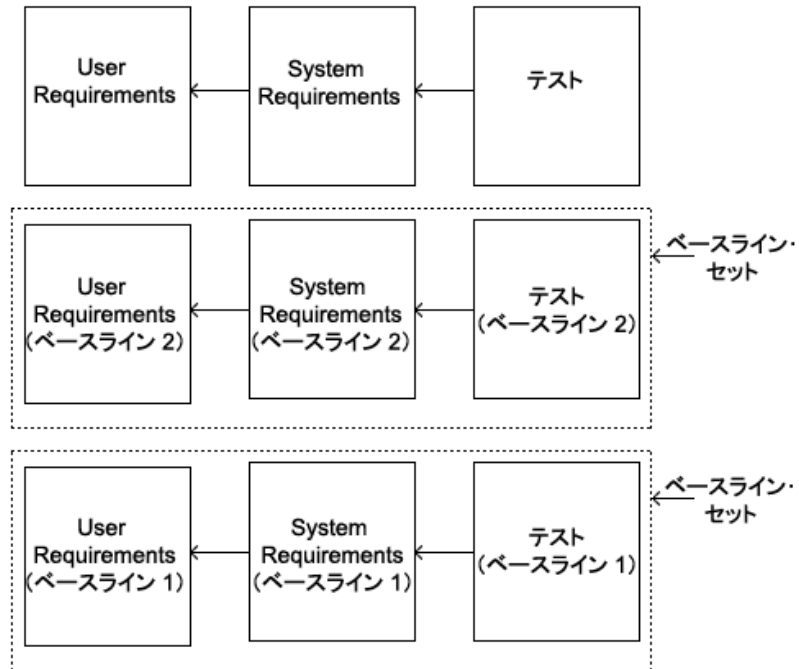 User
Requirements
System
Requirements
テスト
ベースライン・
セット
User
Requirements
(ベースライン 2)
System
Requirements
(ベースライン 2)
テスト
(ベースライン 2)
ベースライン・
セット
User
Requirements
(ベースライン 1)
System
Requirements
(ベースライン 1)
テスト
(ベースライン 1)